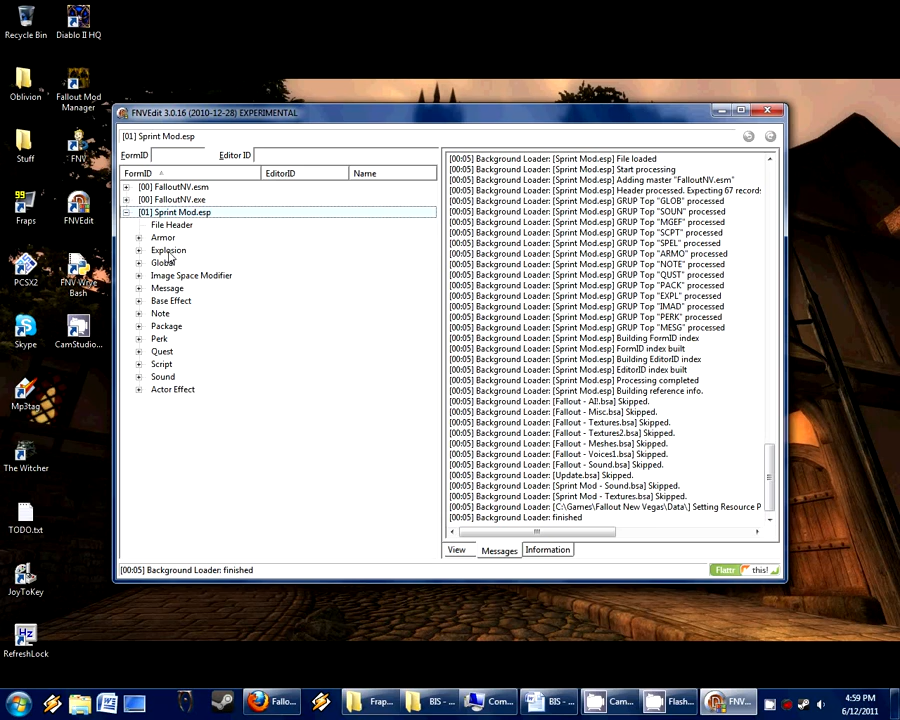 Recycle Bin
Diablo II HQ
Oblivion
Fallout Mod
Manager
Stuff
FNV
99
Fraps
FNVEdit
PCSX2
FNV Wrye
Bash
Skype
CamStudio...
Mp3tag
The Witcher
TODO.txt
JoyToKey
Hz
RefreshLock
FNVEdit 3.0.16 (2010-12-28) EXPERIMENTAL
[01] Sprint Mod.esp
FormID
Editor ID
FormID
EditorID
Name
[00] FalloutNV.esm
[00] FalloutNV.exe
[01] Sprint Mod.esp
File Header
Armor
Explosion
Global
Image Space Modifier
Message
Base Effect
Note
Package
Perk
Quest
Script
Sound
Actor Effect
[00:05] Background Loader: [Sprint Mod.esp] File loaded
[00:05] Background Loader: [Sprint Mod.esp] Start processing
[00:05] Background Loader: [Sprint Mod.esp] Adding master "FalloutNV.esm"
[00:05] Background Loader: [Sprint Mod.esp] Header processed. Expecting 67 records
[00:05] Background Loader: [Sprint Mod.esp] GRUP Top "GLOB" processed
[00:05] Background Loader: [Sprint Mod.esp] GRUP Top "SOUN" processed
[00:05] Background Loader: [Sprint Mod.esp] GRUP Top "MGEF" processed
[00:05] Background Loader: [Sprint Mod.esp] GRUP Top "SCPT" processed
[00:05] Background Loader: [Sprint Mod.esp] GRUP Top "SPEL" processed
[00:05] Background Loader: [Sprint Mod.esp] GRUP Top "ARMO" processed
[00:05] Background Loader: [Sprint Mod.esp] GRUP Top "NOTE" processed
[00:05] Background Loader: [Sprint Mod.esp] GRUP Top "QUST" processed
[00:05] Background Loader: [Sprint Mod.esp] GRUP Top "PACK" processed
[00:05] Background Loader: [Sprint Mod.esp] GRUP Top "EXPL" processed
[00:05] Background Loader: [Sprint Mod.esp] GRUP Top "IMAD" processed
[00:05] Background Loader: [Sprint Mod.esp] GRUP Top "PERK" processed
[00:05] Background Loader: [Sprint Mod.esp] GRUP Top "MESG" processed
[00:05] Background Loader: [Sprint Mod.esp] Building FormID index
[00:05] Background Loader: [Sprint Mod.esp] FormID index built
[00:05] Background Loader: [Sprint Mod.esp] Building EditorID index
[00:05] Background Loader: [Sprint Mod.esp] EditorID index built
[00:05] Background Loader: [Sprint Mod.esp] Processing completed
[00:05] Background Loader: [Sprint Mod.esp] Building reference info.
[00:05] Background Loader: [Fallout - AI!.bsa] Skipped.
[00:05] Background Loader: [Fallout - Misc.bsa] Skipped.
[00:05] Background Loader: [Fallout - Textures.bsa] Skipped.
[00:05] Background Loader: [Fallout - Textures2.bsa] Skipped.
[00:05] Background Loader: [Fallout - Meshes.bsa] Skipped.
[00:05] Background Loader: [Fallout - Voices1.bsa] Skipped.
[00:05] Background Loader: [Fallout - Sound.bsa] Skipped.
[00:05] Background Loader: [Update.bsa] Skipped.
[00:05] Background Loader: [Sprint Mod - Sound.bsa] Skipped.
[00:05] Background Loader: [Sprint Mod - Textures.bsa] Skipped.
[00:05] Background Loader: [C:\Games\Fallout New Vegas\Data\] Setting Resource P
[00:05] Background Loader: finished
View
Messages
Information
[00:05] Background Loader: finished
Flattr
this!
Fallo...
Frap...
BIS - ...
Com...
BIS - ...
Cam...
Flash...
FNV...
4:59 PM
6/12/2011